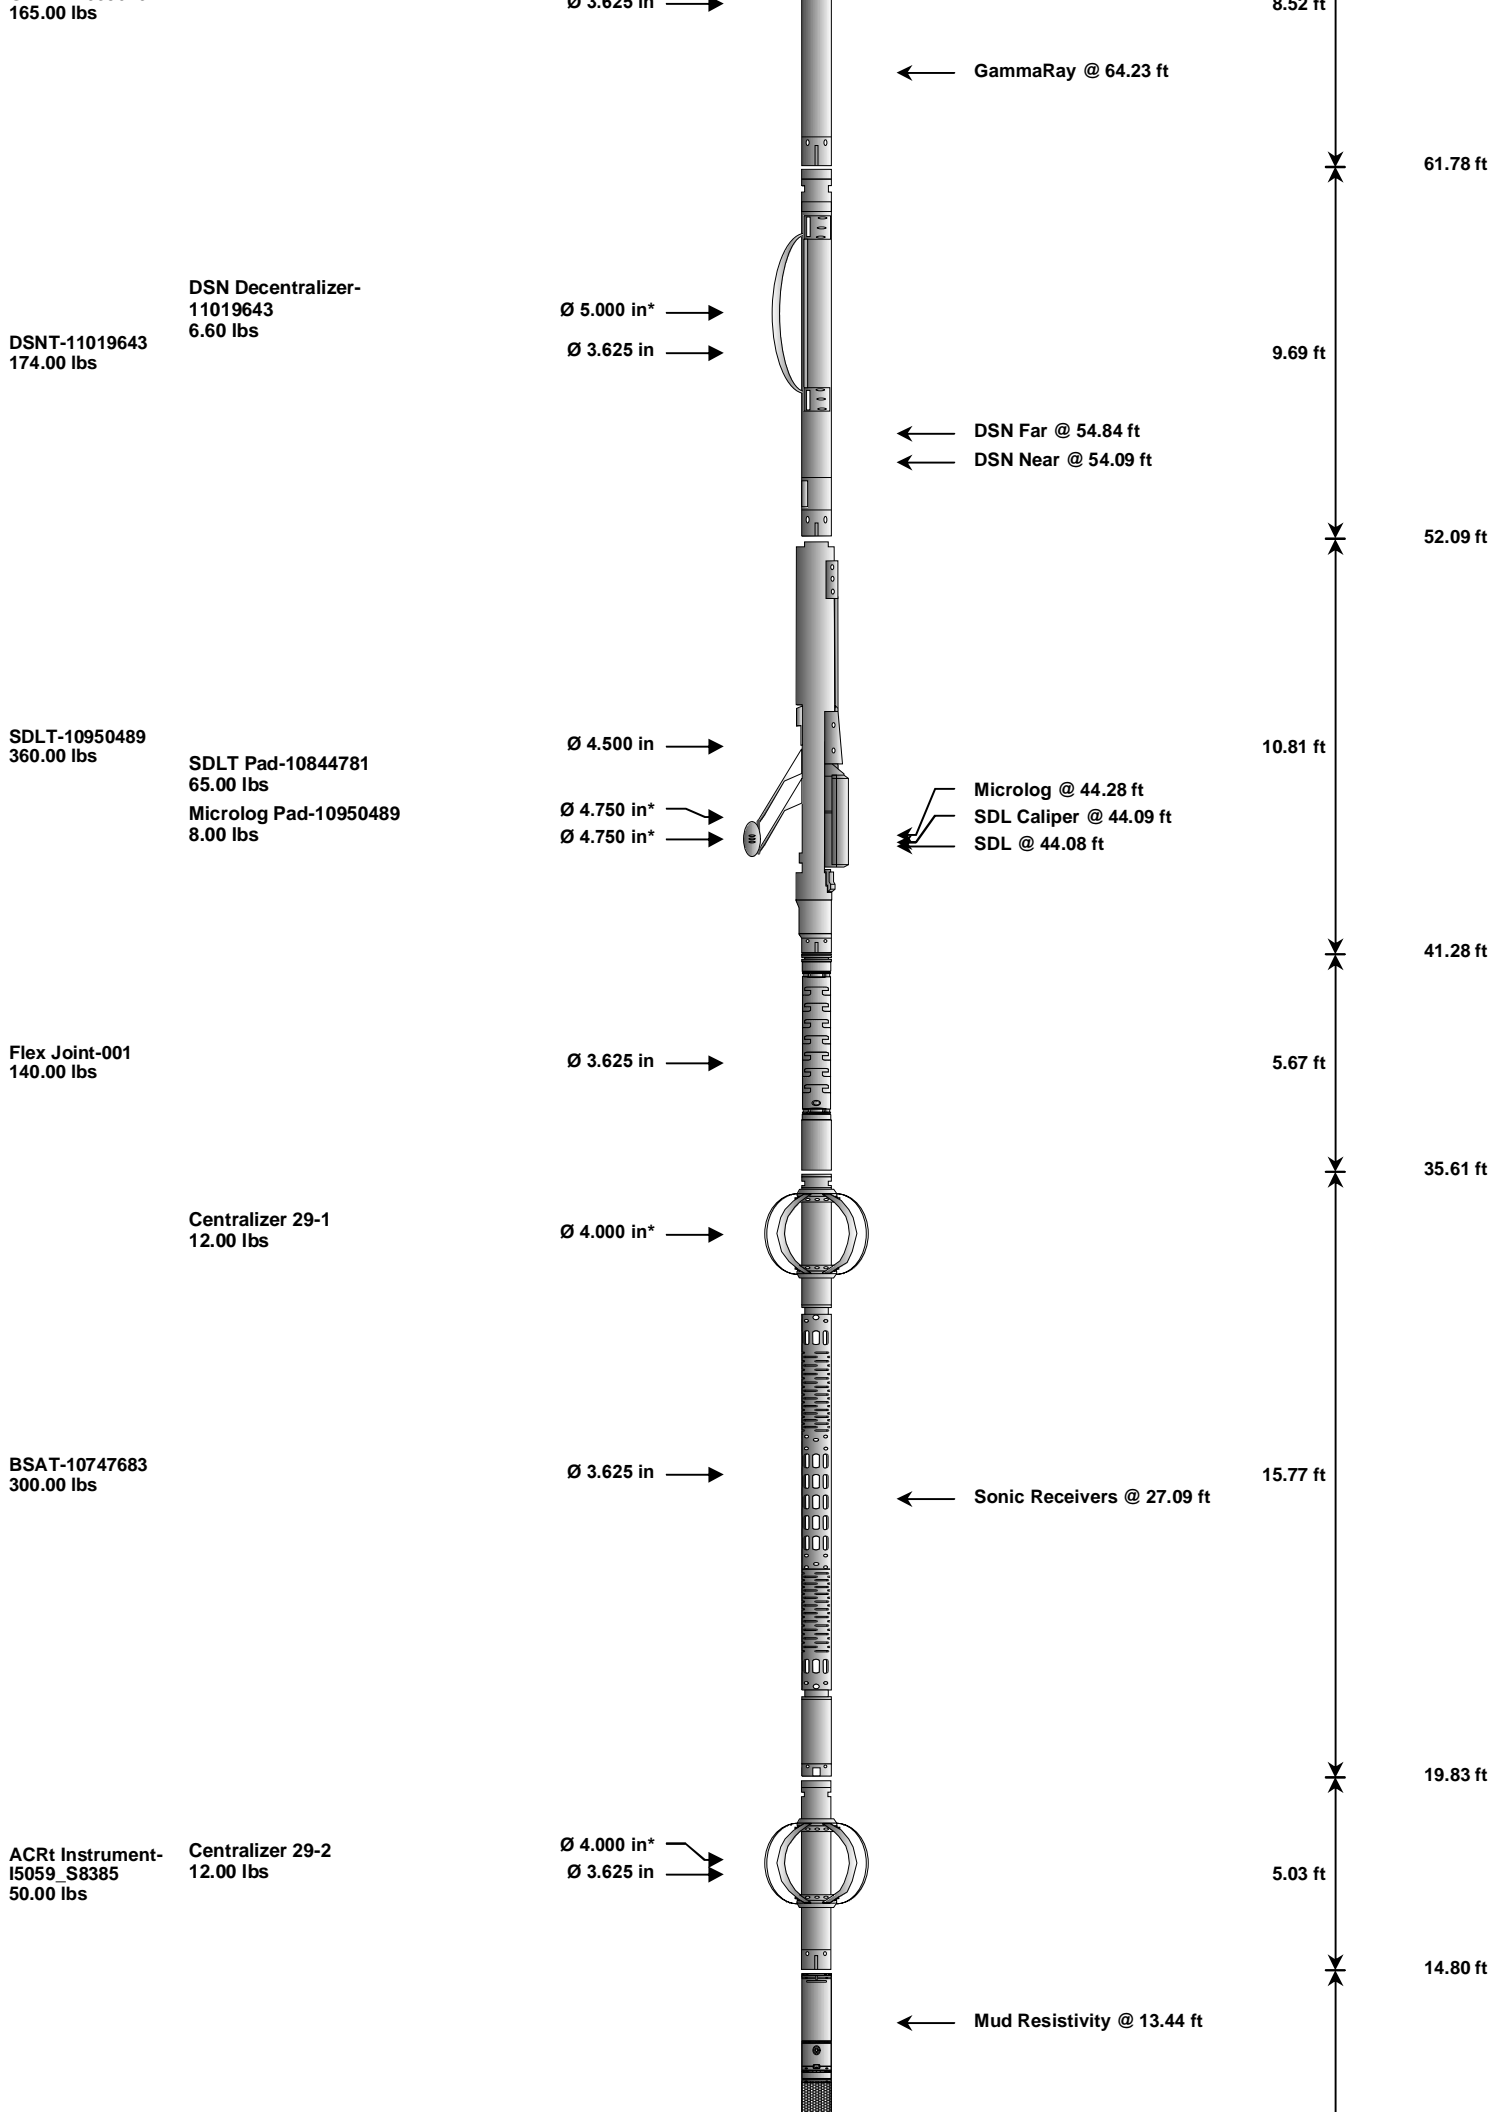 165.00 lbs
Ø 3.625 in
8.52 ft
GammaRay @ 64.23 ft
61.78 ft
DSN Decentralizer-
11019643
6.60 lbs
Ø 5.000 in*
DSNT-11019643
174.00 lbs
Ø 3.625 in
9.69 ft
DSN Far @ 54.84 ft
DSN Near @ 54.09 ft
52.09 ft
SDLT-10950489
360.00 lbs
Ø 4.500 in
10.81 ft
SDLT Pad-10844781
65.00 lbs
Microlog Pad-10950489
8.00 lbs
Ø 4.750 in*
Ø 4.750 in*
Microlog @ 44.28 ft
SDL Caliper @ 44.09 ft
SDL @ 44.08 ft
41.28 ft
Flex Joint-001
140.00 lbs
Ø 3.625 in
5.67 ft
35.61 ft
Centralizer 29-1
12.00 lbs
Ø 4.000 in*
BSAT-10747683
300.00 lbs
Ø 3.625 in
15.77 ft
Sonic Receivers @ 27.09 ft
19.83 ft
ACRt Instrument-
I5059_S8385
50.00 lbs
Centralizer 29-2
12.00 lbs
Ø 4.000 in*
Ø 3.625 in
5.03 ft
14.80 ft
Mud Resistivity @ 13.44 ft